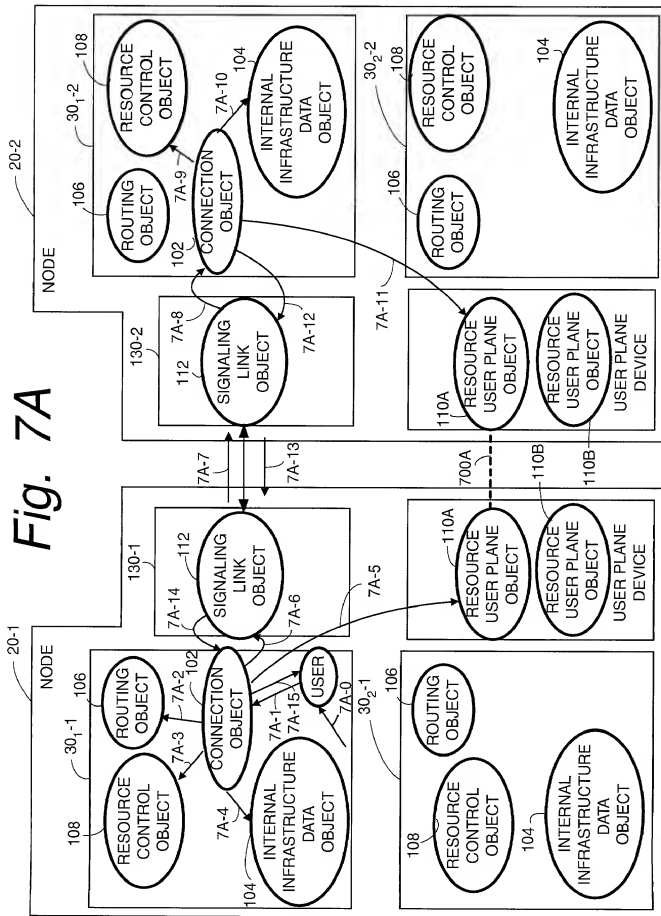 Fig. 7A
20-1
NODE
30₁-1
108
RESOURCE
CONTROL
OBJECT
106
ROUTING
OBJECT
7A-3
7A-2
102
CONNECTION
OBJECT
7A-4
104
INTERNAL
INFRASTRUCTURE
DATA
OBJECT
7A-1
7A-15
USER
7A-0
7A-14
7A-6
130-1
112
SIGNALING
LINK
OBJECT
7A-5
30₂-1
108
RESOURCE
CONTROL
OBJECT
106
ROUTING
OBJECT
104
INTERNAL
INFRASTRUCTURE
DATA
OBJECT
110A
RESOURCE
USER PLANE
OBJECT
RESOURCE
USER PLANE
OBJECT
110B
USER PLANE
DEVICE
7A-7
7A-13
700A
20-2
NODE
130-2
112
SIGNALING
LINK
OBJECT
7A-8
7A-12
30₁-2
106
ROUTING
OBJECT
108
RESOURCE
CONTROL
OBJECT
7A-9
102
CONNECTION
OBJECT
7A-10
104
INTERNAL
INFRASTRUCTURE
DATA
OBJECT
7A-11
110A
RESOURCE
USER PLANE
OBJECT
RESOURCE
USER PLANE
OBJECT
110B
USER PLANE
DEVICE
30₂-2
106
ROUTING
OBJECT
108
RESOURCE
CONTROL
OBJECT
104
INTERNAL
INFRASTRUCTURE
DATA
OBJECT